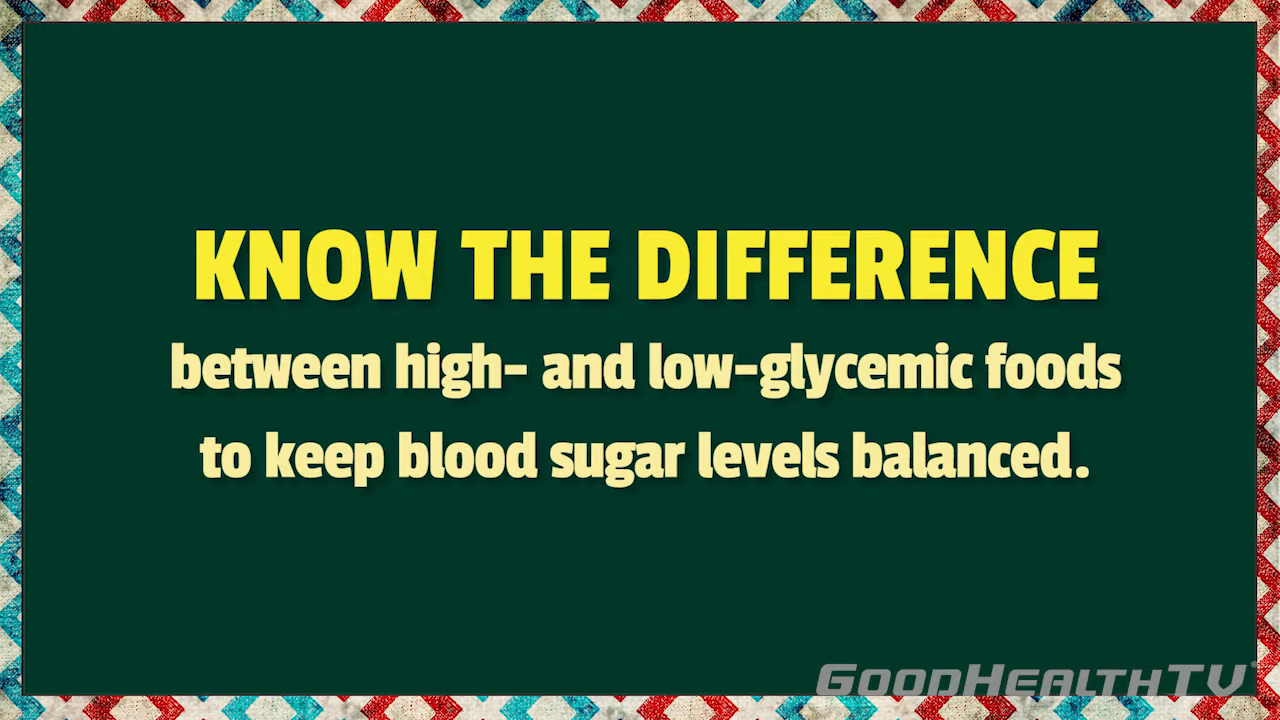 KNOW THE DIFFERENCE
between high- and low-glycemic foods
to keep blood sugar levels balanced.
GOODHEALTHTV